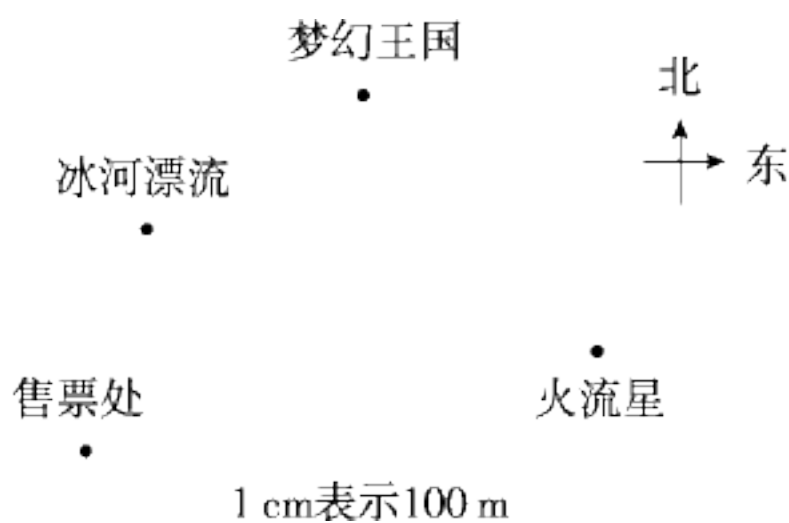 梦幻王国
北
东
冰河漂流
售票处
火流星
1 cm表示100 m